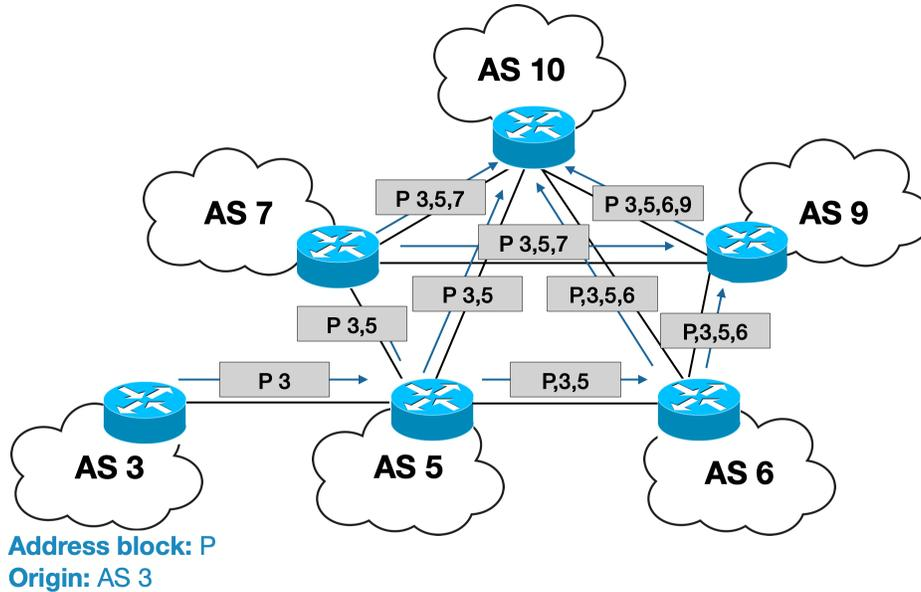 AS 10
P 3,5,7
P 3,5,6,9
AS 7
AS 9
P 3,5,7
P 3,5
P,3,5,6
P 3,5
P,3,5,6
P 3
P,3,5
AS 3
AS 5
AS 6
Address block: P
Origin: AS 3